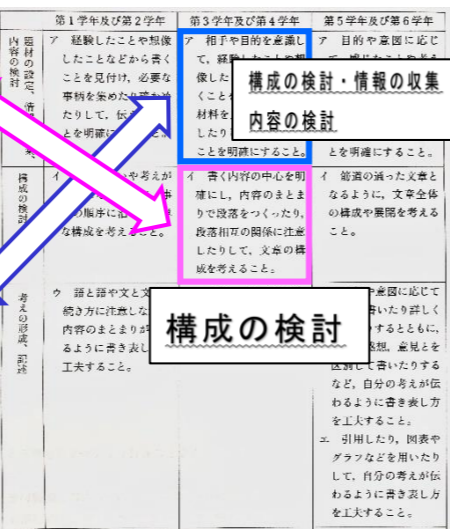 第1学年及び第2学年
第3学年及び第4学年
第5学年及び第6学年
題材の設定、情
内容の検討
ア 経験したことや想像
したことなどから書く
ことを見付け，必要な
事柄を集めたり確かめ
たりして，伝
とを明確に
ア 相手や目的を意識し
て，経
像した
くことを
材料を
したり
ことを明確にすること。
ア 目的や意図に応じ
とを明確にすること。
構成の検討・情報の収集
内容の検討
構成の検討
イ や考えが
の順序に沿
な構成を考えること。
イ 書く内容の中心を明
確にし，内容のまとま
りで段落をつくったり，
段落相互の関係に注意
したりして，文章の構
成を考えること。
イ 筋道の通った文章と
なるように，文章全体
の構成や展開を考える
こと。
考えの形成、記述
ウ 語と語や文と文
続き方に注意しな
内容のまとまりが
るように書き表し
工夫すること。
構成の検討
や意図に応じて
書いたり詳しく
するとともに，
感想，意見とを
区別して書いたりする
など，自分の考えが伝
わるように書き表し方
を工夫すること。
エ 引用したり，図表や
グラフなどを用いたり
して，自分の考えが伝
わるように書き表し方
を工夫すること。